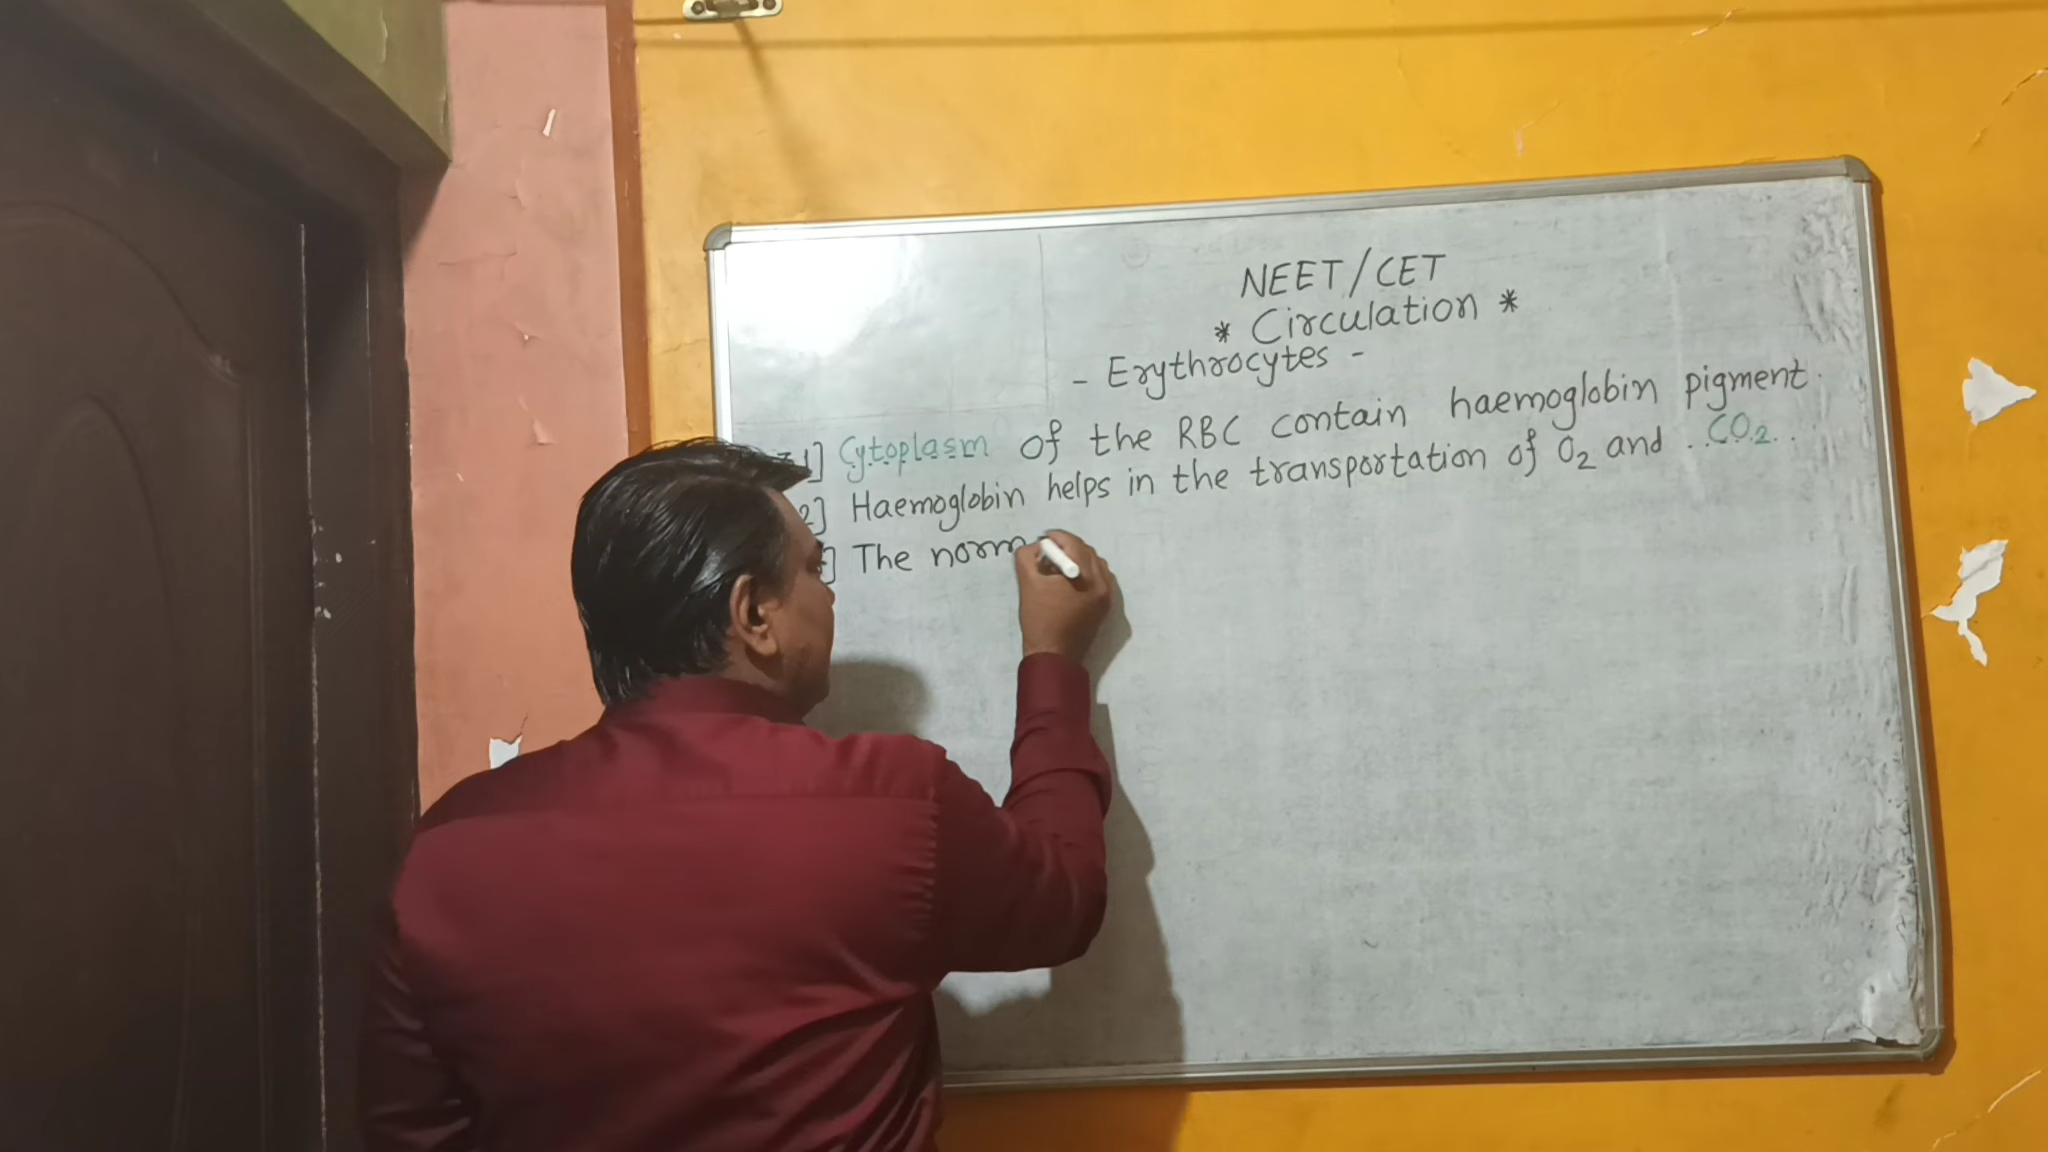 NEET/CET
* Circulation *
- Erythrocytes -
1] Cytoplasm of the RBC contain haemoglobin pigment.
2] Haemoglobin helps in the transportation of O₂ and .CO₂..
] The norm